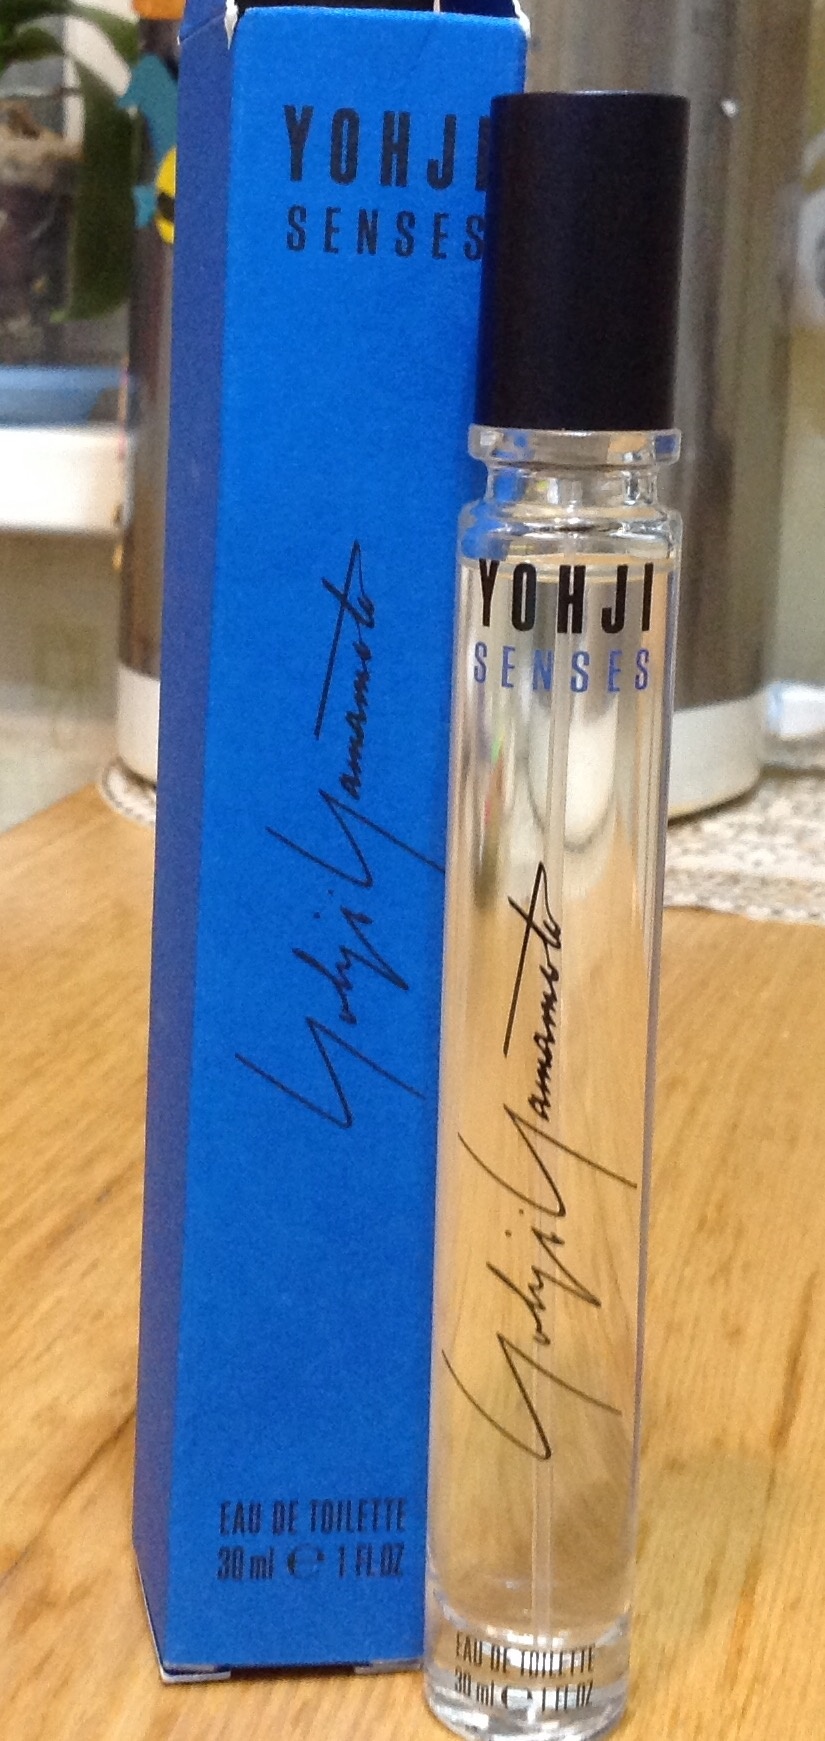 YOHJI
SENSES
Yohji Yamamoto
EAU DE TOILETTE
30 ml ℮ 1 FL OZ
YOHJI
SENSES
Yohji Yamamoto
EAU DE TOILETTE
30 ml ℮ 1 FL OZ